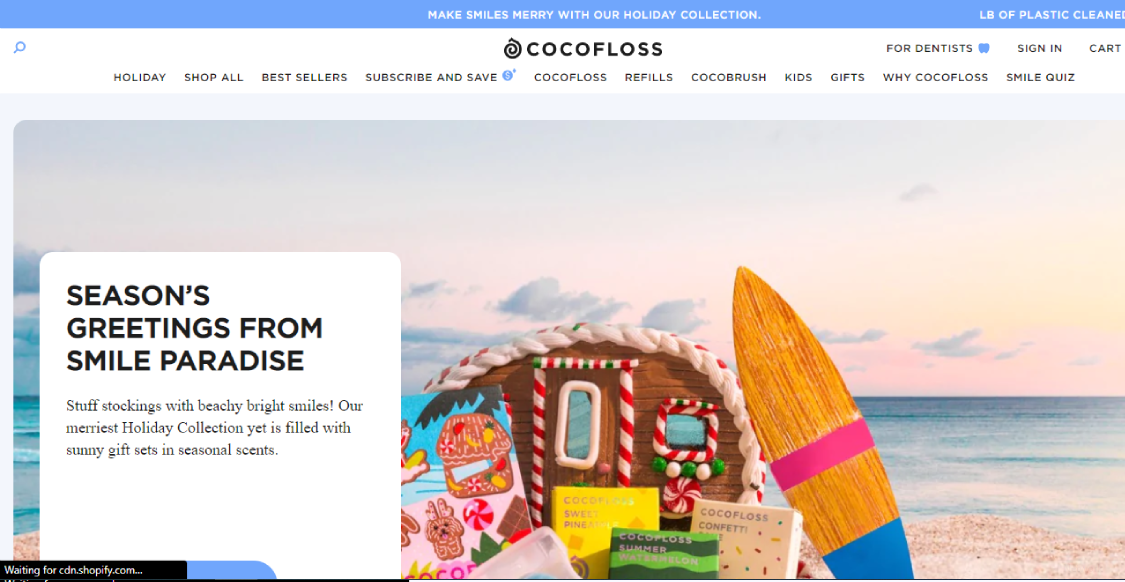 MAKE SMILES MERRY WITH OUR HOLIDAY COLLECTION.
LB OF PLASTIC CLEANED
COCOFLOSS
FOR DENTISTS
SIGN IN
CART
HOLIDAY
SHOP ALL
BEST SELLERS
SUBSCRIBE AND SAVE
COCOFLOSS
REFILLS
COCOBRUSH
KIDS
GIFTS
WHY COCOFLOSS
SMILE QUIZ
SEASON’S
GREETINGS FROM
SMILE PARADISE
Stuff stockings with beachy bright smiles! Our
merriest Holiday Collection yet is filled with
sunny gift sets in seasonal scents.
COCOFLOSS
SWEET
PINEAPPLE
COCOFLOSS
CONFETTI
COCOFLOSS
SUMMER
WATERMELON
Waiting for cdn.shopify.com...